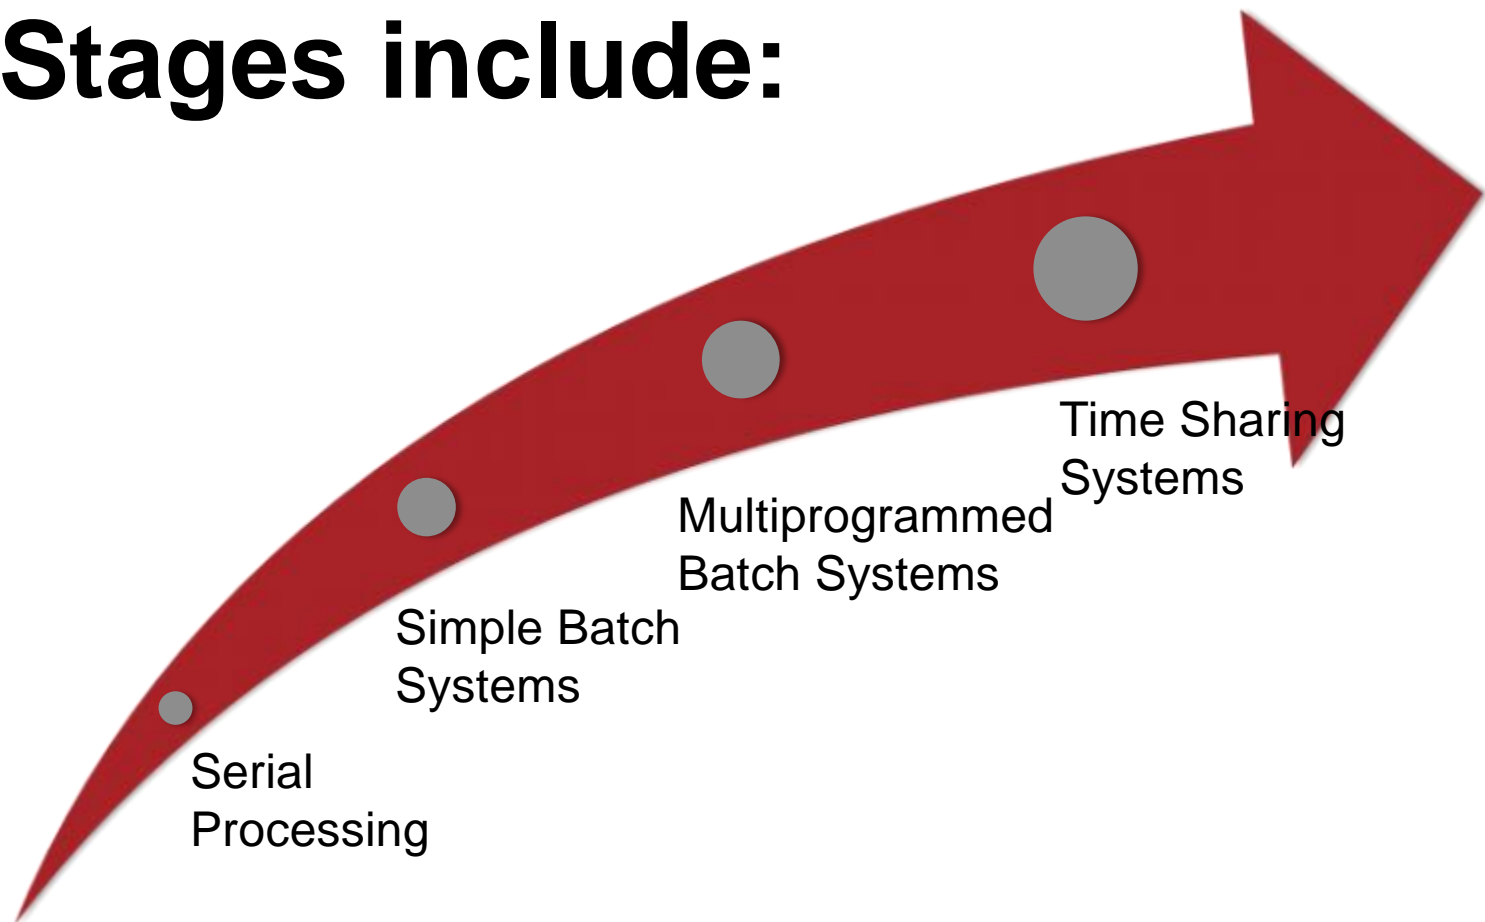 Stages include:
Time Sharing
Systems
Multiprogrammed
Batch Systems
Simple Batch
Systems
Serial
Processing